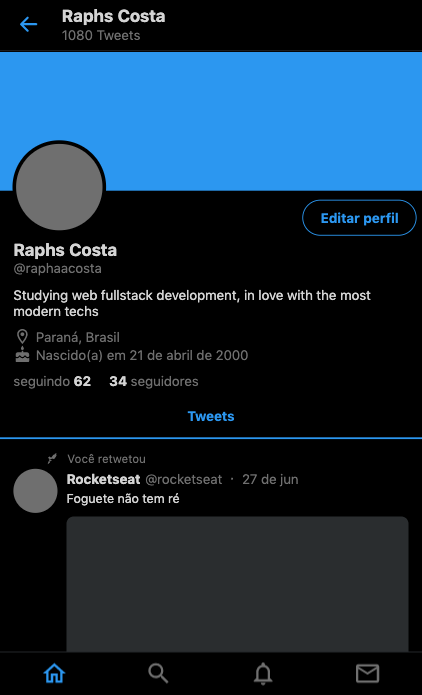 Raphs Costa
1080 Tweets
Editar perfil
Raphs Costa
@raphaacosta
Studying web fullstack development, in love with the most
modern techs
Paraná, Brasil
Nascido(a) em 21 de abril de 2000
seguindo 62 34 seguidores
Tweets
Você retwetou
Rocketseat @rocketseat · 27 de jun
Foguete não tem ré